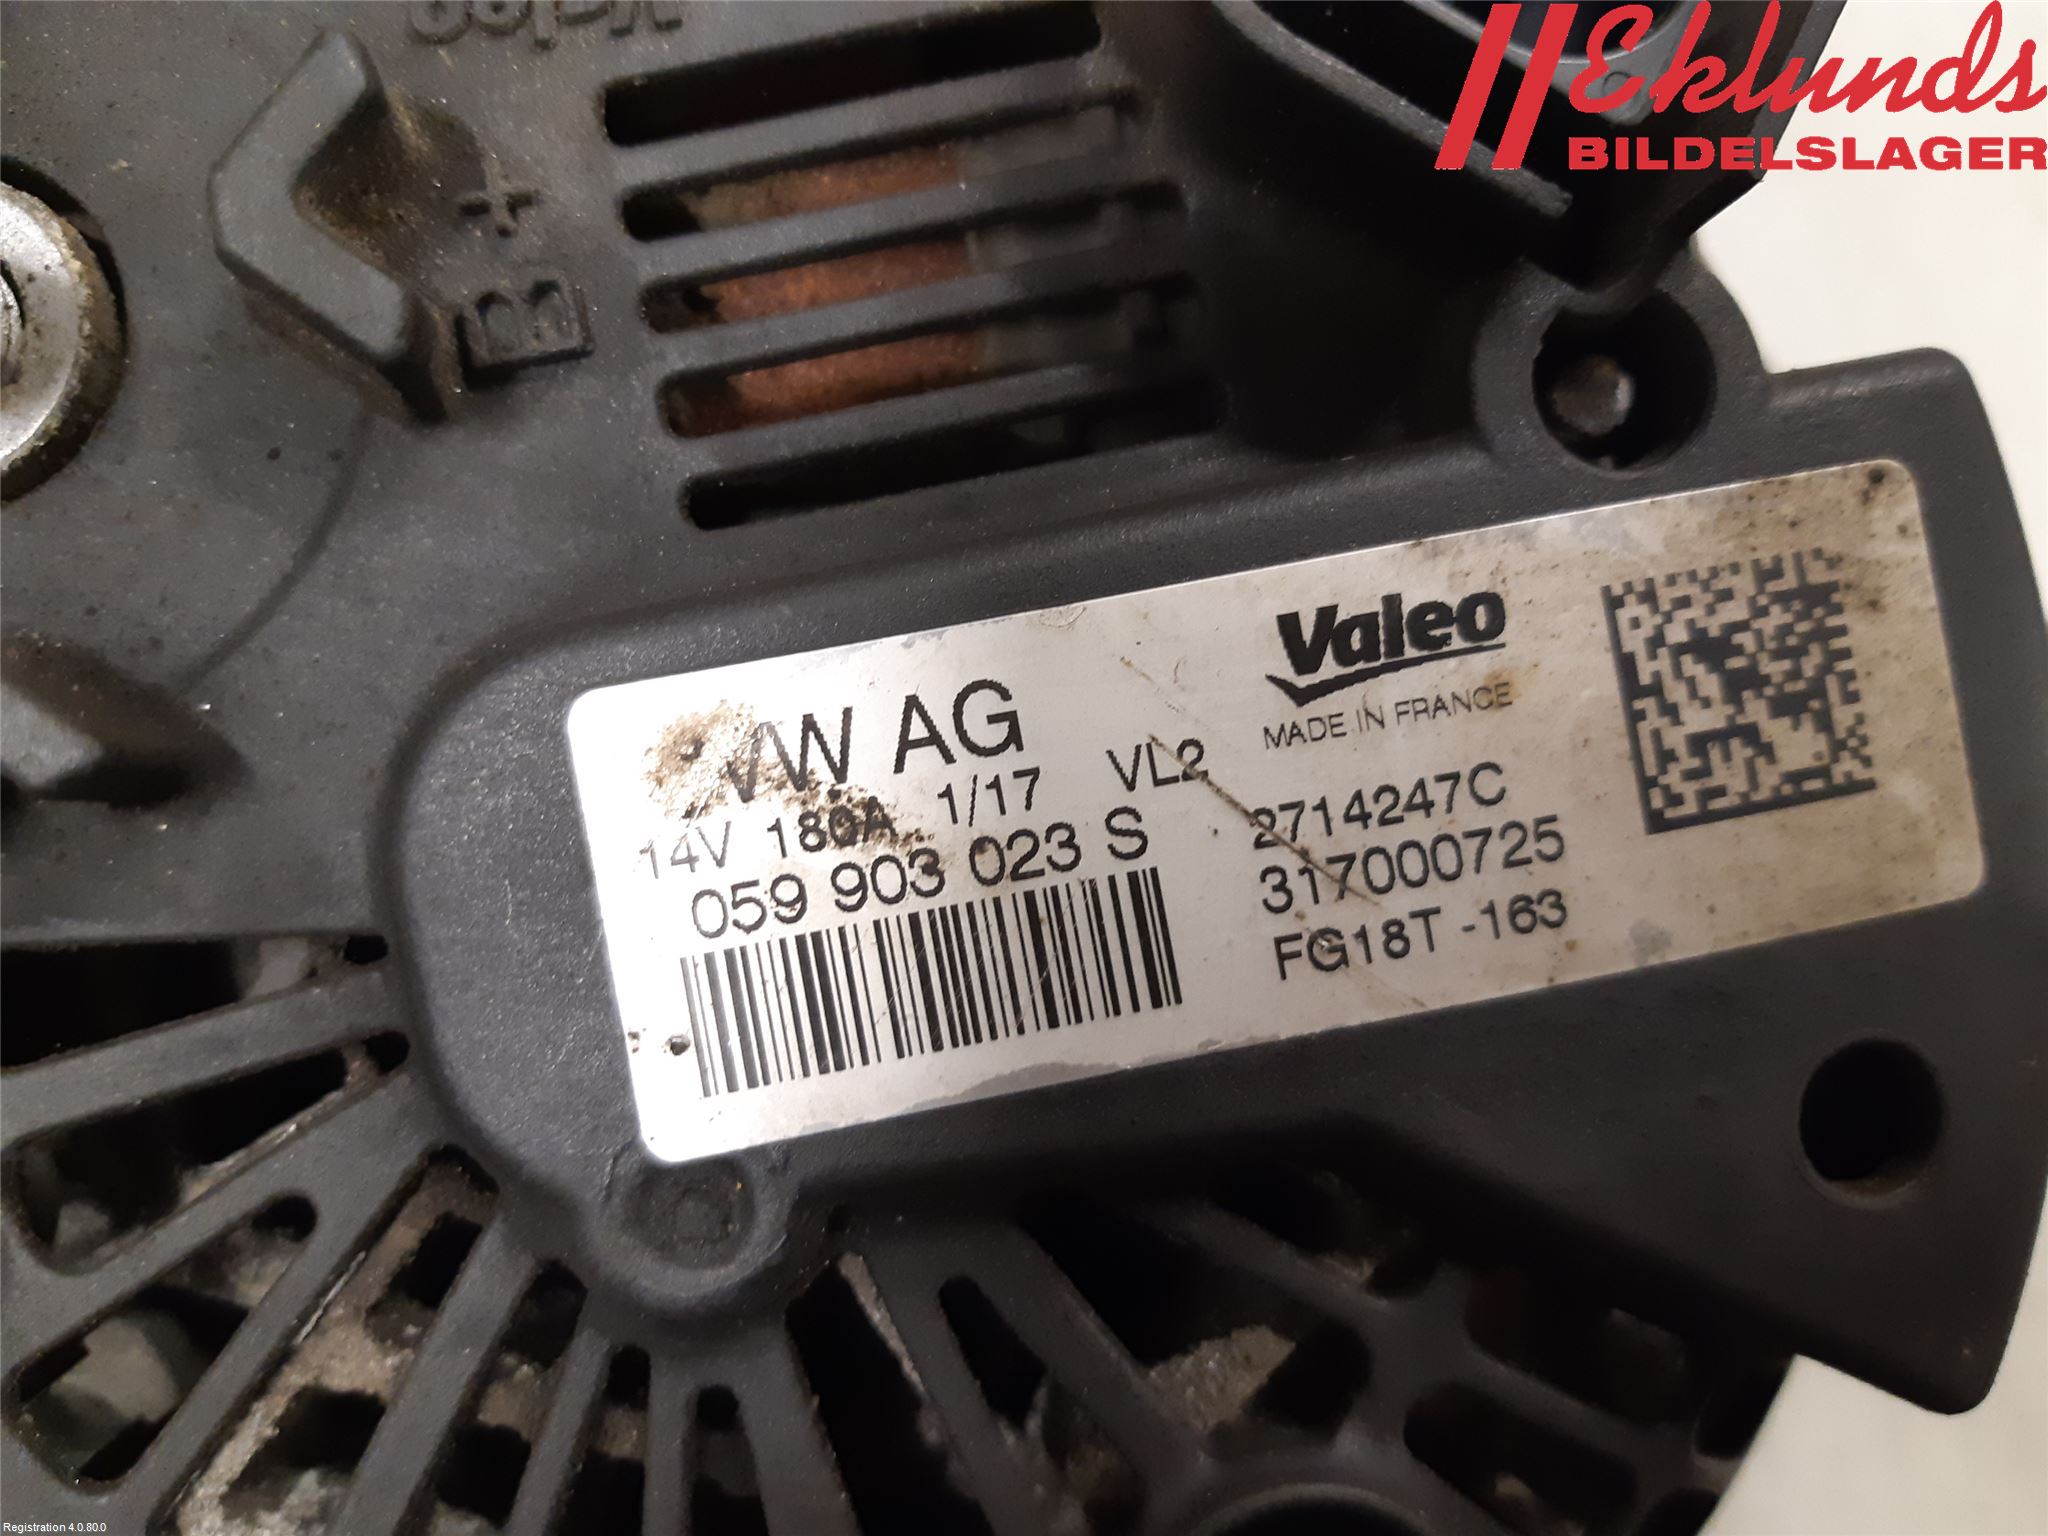 Valeo
Eklunds
BILDELSLAGER
B+
Valeo
MADE IN FRANCE
VW AG
14V 180A 1/17 VL2
059 903 023 S
2714247C
317000725
FG18T -163
Registration 4.0.80.0